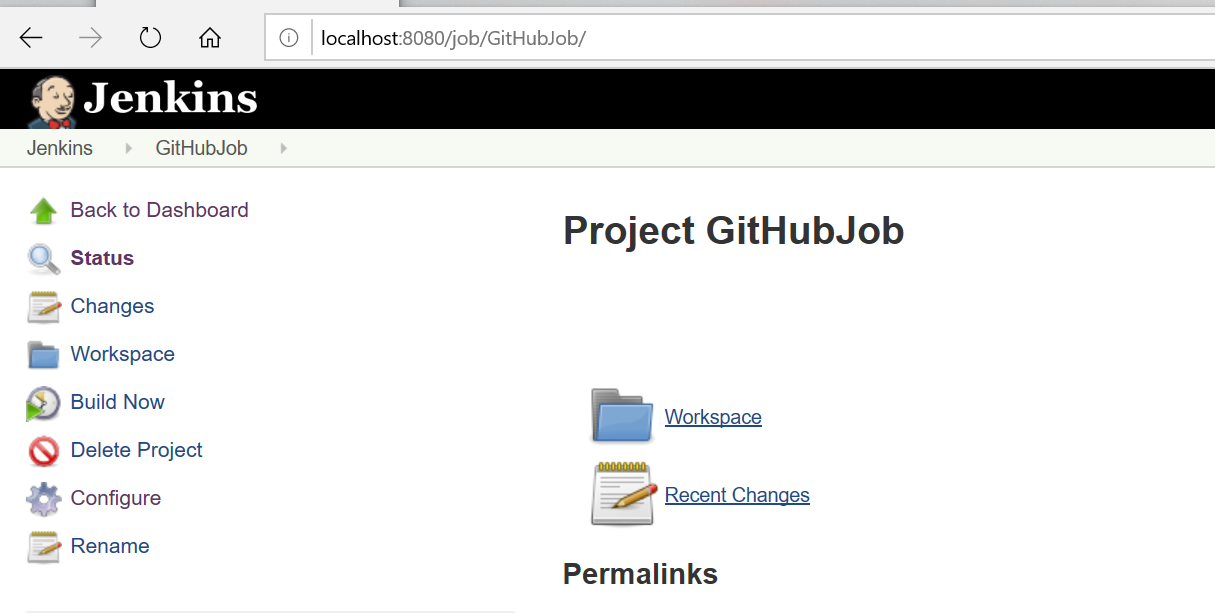 localhost:8080/job/GitHubJob/
Jenkins
Jenkins GitHubJob
Back to Dashboard
Status
Changes
Workspace
Build Now
Delete Project
Configure
Rename
Project GitHubJob
Workspace
Recent Changes
Permalinks